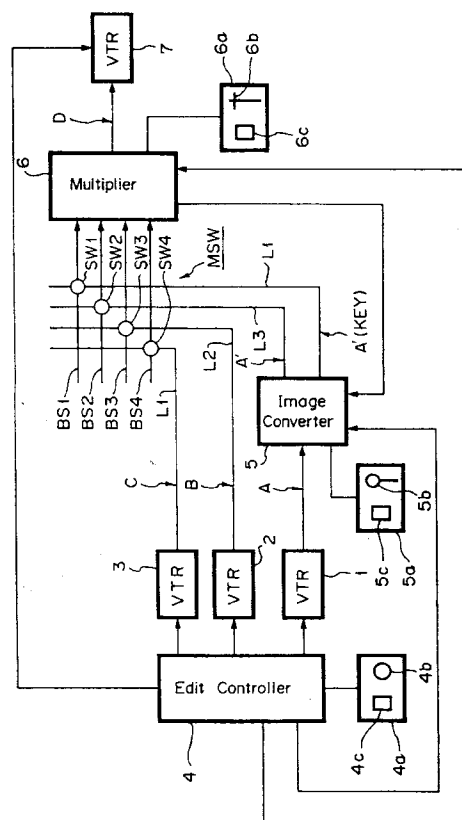 VTR
7
D
6
Multiplier
6a
6b
6c
BS1
BS2
BS3
BS4
SW1
SW2
SW3
SW4
MSW
L1
L2
L3
L1
A'
A'(KEY)
C
B
A
5
Image
Converter
5b
5c
5a
3
VTR
2
VTR
1
VTR
Edit Controller
4
4b
4c
4a